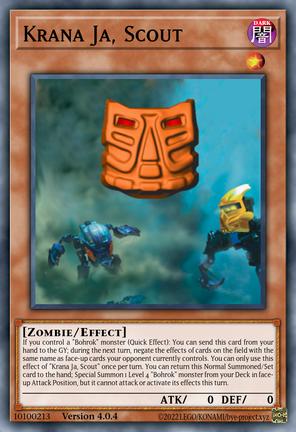 Krana Ja, Scout
DARK
闇
[Zombie/Effect]
If you control a "Bohrok" monster (Quick Effect): You can send this card from
your hand to the GY; during the next turn, negate the effects of cards on the field with the
same name as face-up cards your opponent currently controls. You can only use this
effect of "Krana Ja, Scout" once per turn. You can return this Normal Summoned/Set
card to the hand; Special Summon 1 Level 4 "Bohrok" monster from your Deck in face-
up Attack Position, but it cannot attack or activate its effects this turn.
ATK/ 0 DEF/ 0
10100213 Version 4.0.4 ©2022LEGO/KONAMI/bye-project.xyz